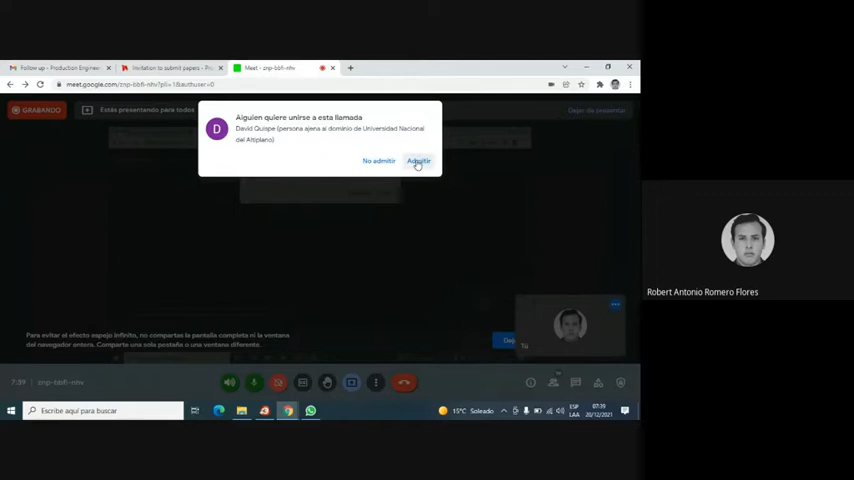 Follow up - Production Engineer
Invitation to submit papers - Pr
Meet - znp-bbfi-nhv
meet.google.com/znp-bbfi-nhv?pli=1&authuser=0
GRABANDO
Estás presentando para todos
Dejar de presentar
Alguien quiere unirse a esta llamada
D
David Quispe (persona ajena al dominio de Universidad Nacional
del Altiplano)
No admitir
Admitir
Robert Antonio Romero Flores
Para evitar el efecto espejo infinito, no compartas la pantalla completa ni la ventana
del navegador entera. Comparte una sola pestaña o una ventana diferente.
Tú
7:39
znp-bbfi-nhv
Escribe aquí para buscar
15°C Soleado
ESP
LAA
07:39
20/12/2021